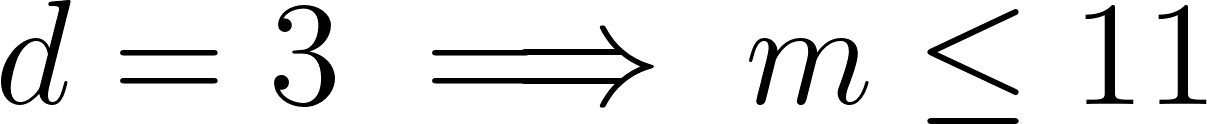 d = 3 ⟹ m ≤ 11